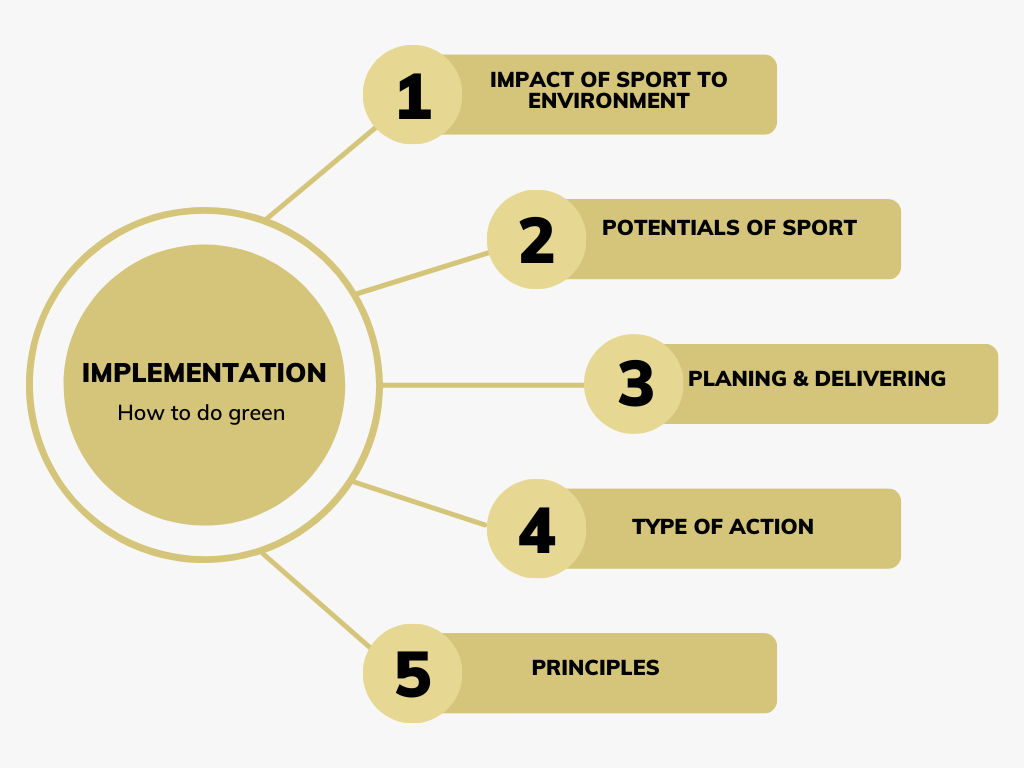 1
IMPACT OF SPORT TO
ENVIRONMENT
2
POTENTIALS OF SPORT
3
PLANING & DELIVERING
IMPLEMENTATION
How to do green
4
TYPE OF ACTION
5
PRINCIPLES